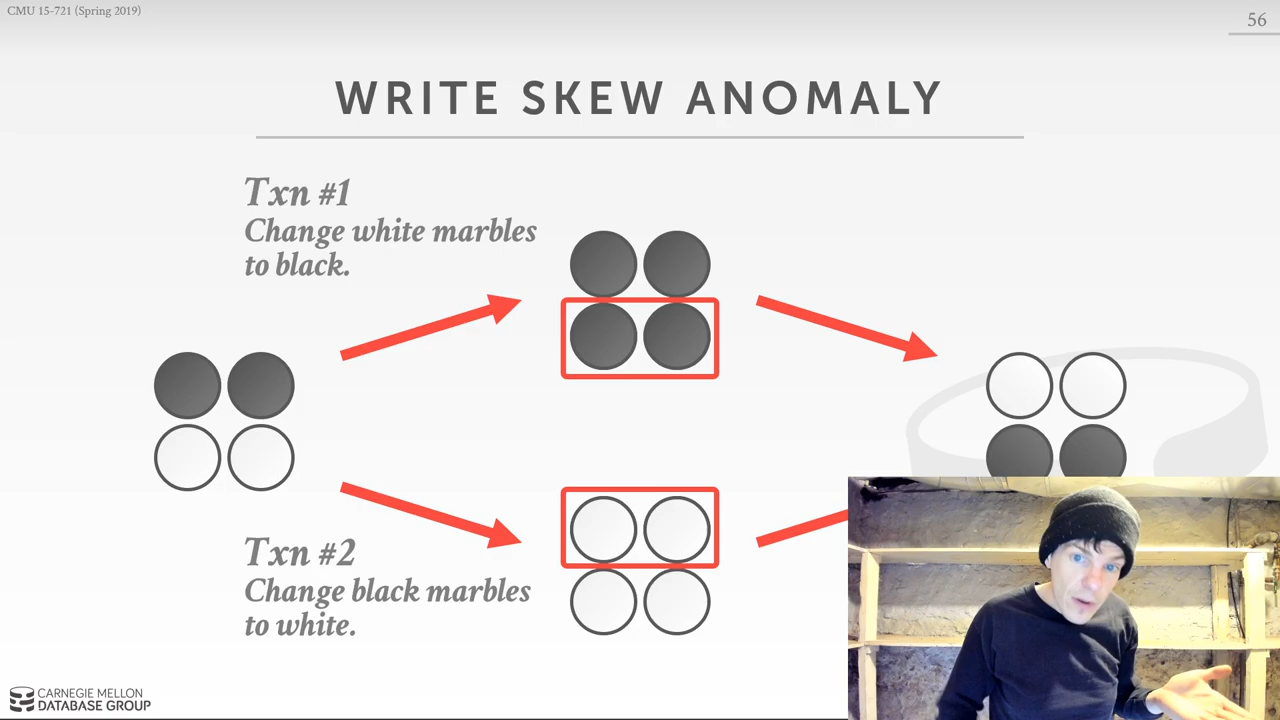 CMU 15-721 (Spring 2019)
56
WRITE SKEW ANOMALY
Txn #1
Change white marbles
to black.
Txn #2
Change black marbles
to white.
CARNEGIE MELLON
DATABASE GROUP